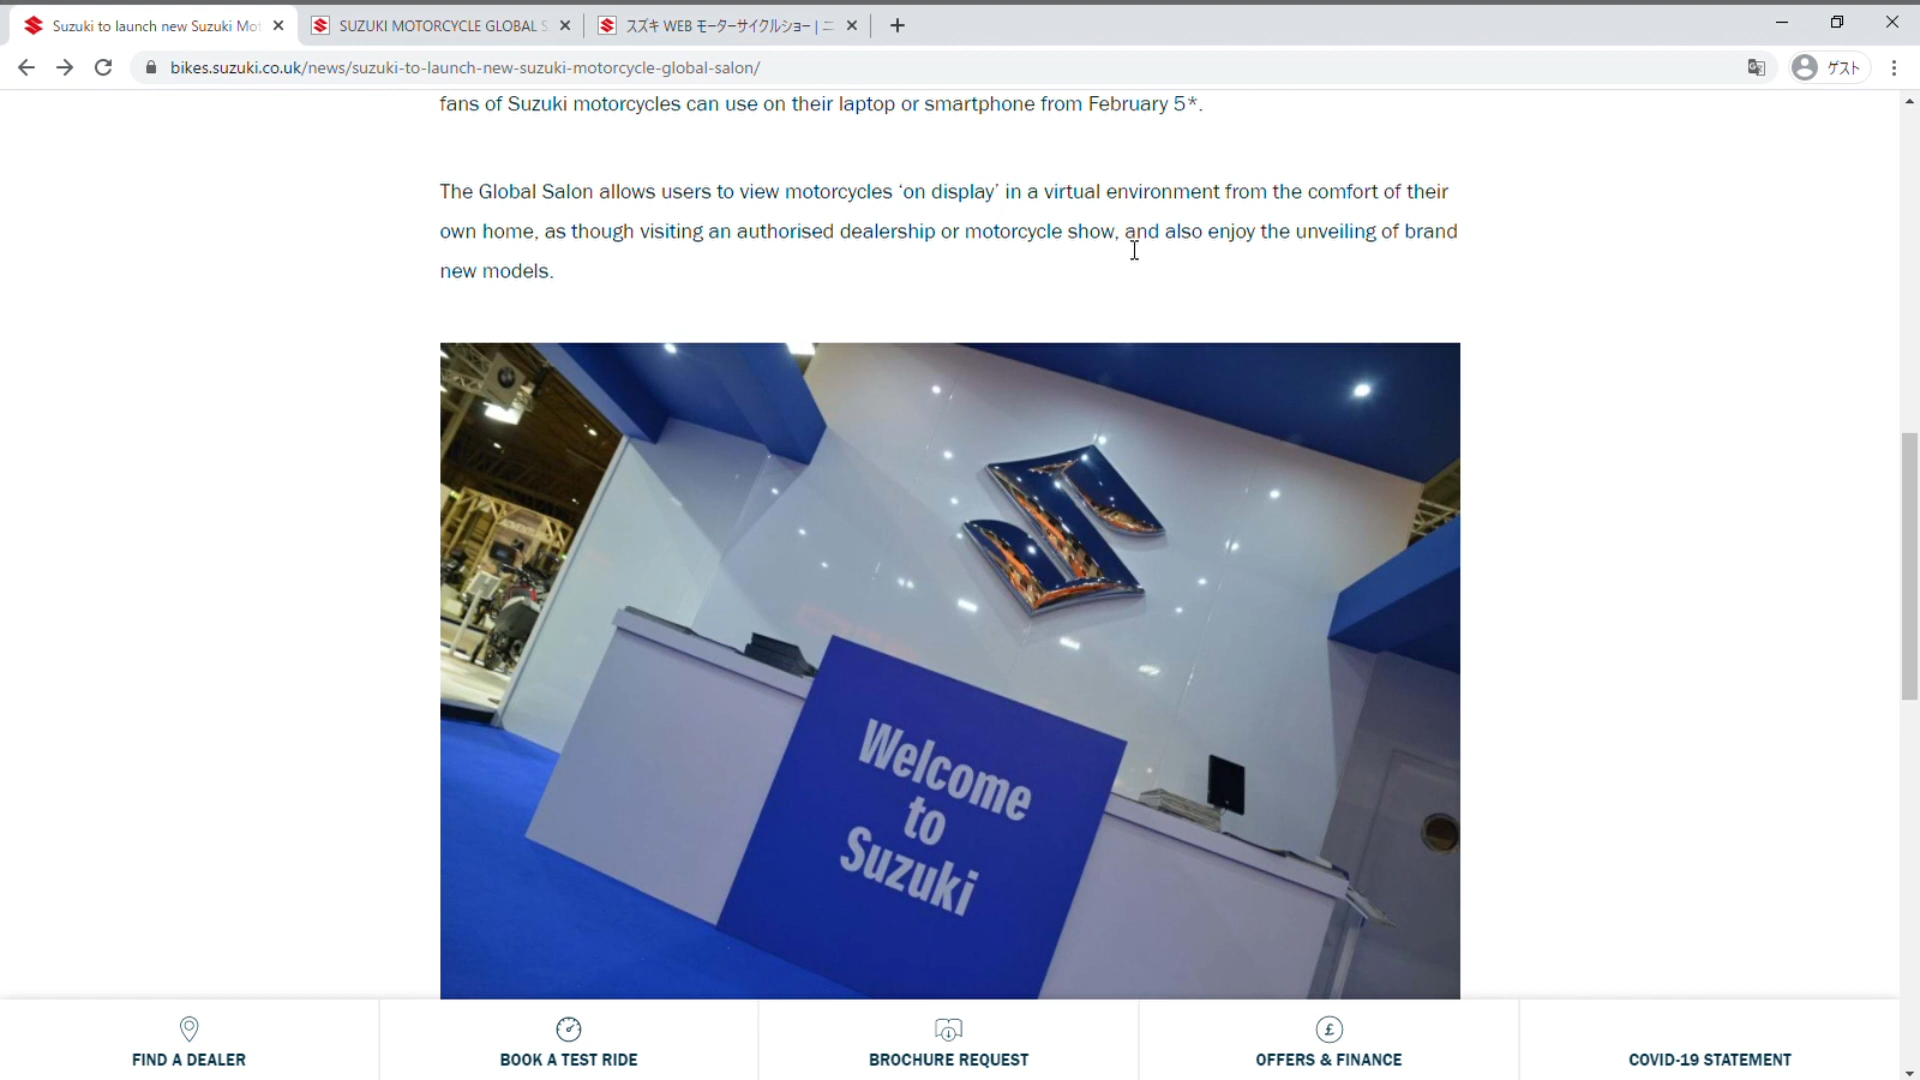 Suzuki to launch new Suzuki Mot
SUZUKI MOTORCYCLE GLOBAL S
スズキ WEB モーターサイクルショー | ニ
bikes.suzuki.co.uk/news/suzuki-to-launch-new-suzuki-motorcycle-global-salon/
ゲスト
fans of Suzuki motorcycles can use on their laptop or smartphone from February 5*.
The Global Salon allows users to view motorcycles ‘on display’ in a virtual environment from the comfort of their
own home, as though visiting an authorised dealership or motorcycle show, and also enjoy the unveiling of brand
new models.
Welcome
to
Suzuki
FIND A DEALER
BOOK A TEST RIDE
BROCHURE REQUEST
OFFERS & FINANCE
COVID-19 STATEMENT